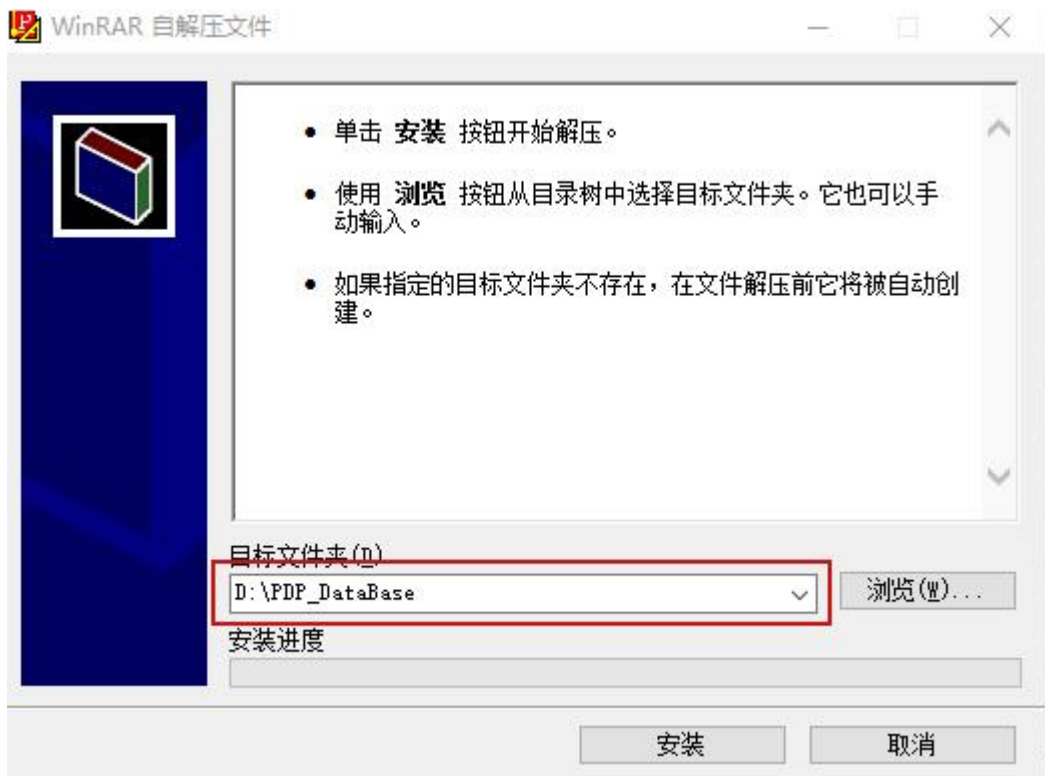 WinRAR 自解压文件
单击 安装 按钮开始解压。
使用 浏览 按钮从目录树中选择目标文件夹。它也可以手
动输入。
如果指定的目标文件夹不存在，在文件解压前它将被自动创
建。
目标文件夹(D)
D:\PDP_DataBase
浏览(W)...
安装进度
安装
取消